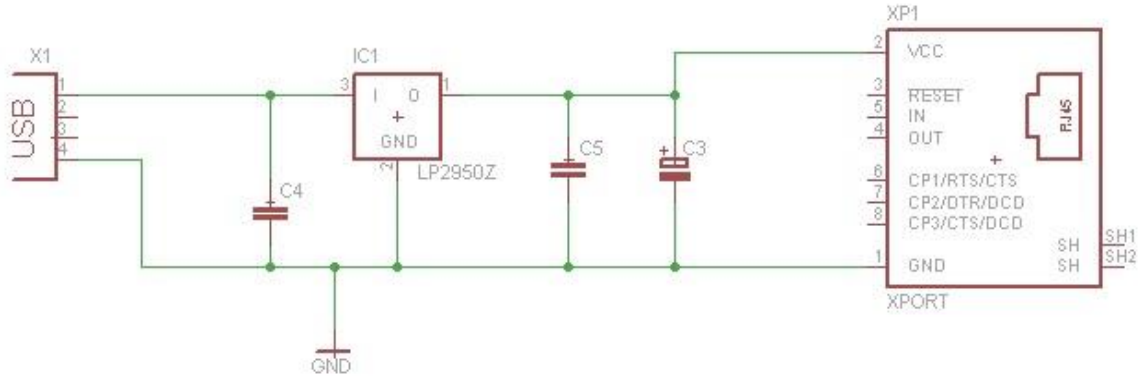 XP1
X1
IC1
2 VCC
1
3 I O 1
3 RESET
2
5 IN
3
4 OUT
4
GND
USB
RJ45
2
LP2950Z
C5
C3
C4
6 CP1/RTS/CTS
7 CP2/DTR/DCD
8 CP3/CTS/DCD
SH SH1
1 GND
SH SH2
XPORT
GND